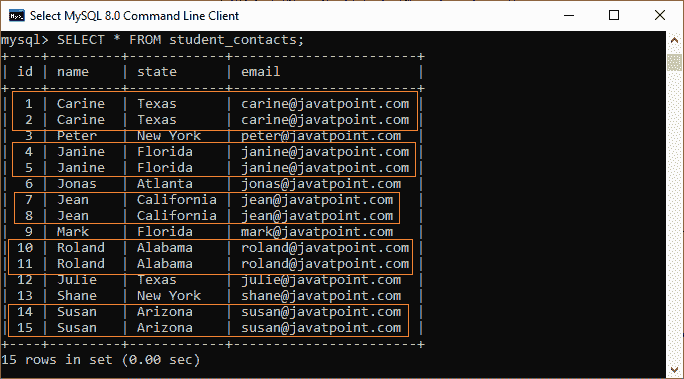 Select MySQL 8.0 Command Line Client
mysql> SELECT * FROM student_contacts;
+----+---------+------------+-----------------------+
| id | name    | state      | email                 |
+----+---------+------------+-----------------------+
|  1 | Carine  | Texas      | carine@javatpoint.com |
|  2 | Carine  | Texas      | carine@javatpoint.com |
|  3 | Peter   | New York   | peter@javatpoint.com  |
|  4 | Janine  | Florida    | janine@javatpoint.com |
|  5 | Janine  | Florida    | janine@javatpoint.com |
|  6 | Jonas   | Atlanta    | jonas@javatpoint.com  |
|  7 | Jean    | California | jean@javatpoint.com   |
|  8 | Jean    | California | jean@javatpoint.com   |
|  9 | Mark    | Florida    | mark@javatpoint.com   |
| 10 | Roland  | Alabama    | roland@javatpoint.com |
| 11 | Roland  | Alabama    | roland@javatpoint.com |
| 12 | Julie   | Texas      | julie@javatpoint.com  |
| 13 | Shane   | New York   | shane@javatpoint.com  |
| 14 | Susan   | Arizona    | susan@javatpoint.com  |
| 15 | Susan   | Arizona    | susan@javatpoint.com  |
+----+---------+------------+-----------------------+
15 rows in set (0.00 sec)